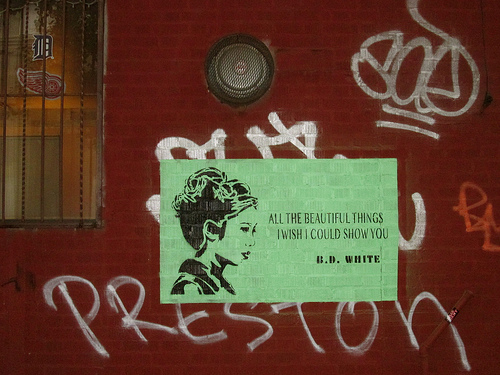 D
ALL THE BEAUTIFUL THINGS
I WISH I COULD SHOW YOU
B.D. WHITE
PRESTON